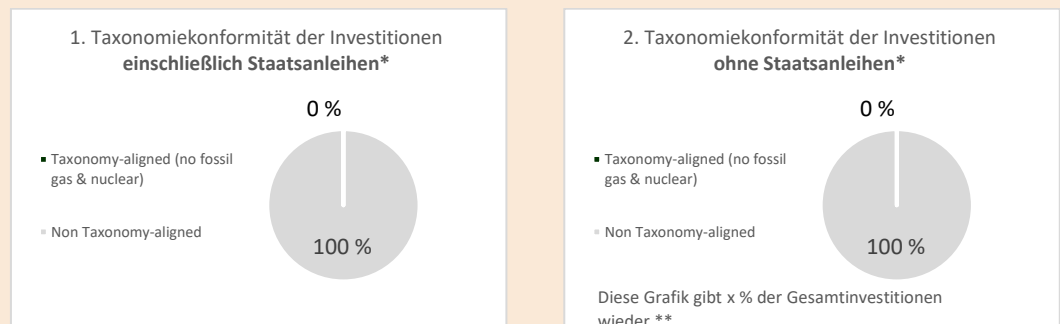 1. Taxonomiekonformität der Investitionen
einschließlich Staatsanleihen*
0 %
Taxonomy-aligned (no fossil
gas & nuclear)
Non Taxonomy-aligned
100 %
2. Taxonomiekonformität der Investitionen
ohne Staatsanleihen*
0 %
Taxonomy-aligned (no fossil
gas & nuclear)
Non Taxonomy-aligned
100 %
Diese Grafik gibt x % der Gesamtinvestitionen
wieder **